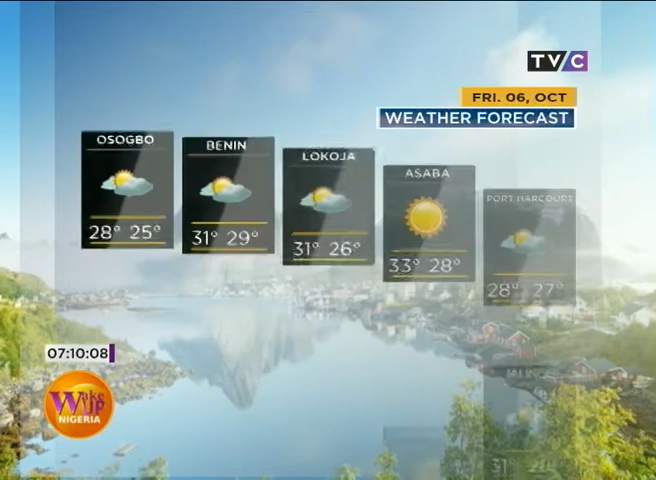 TVC
FRI. 06, OCT
WEATHER FORECAST
OSOGBO
28° 25°
BENIN
31° 29°
LOKOJA
31° 26°
ASABA
33° 28°
PORT HARCOURT
28° 27°
07:10:08
Wake
UP
NIGERIA